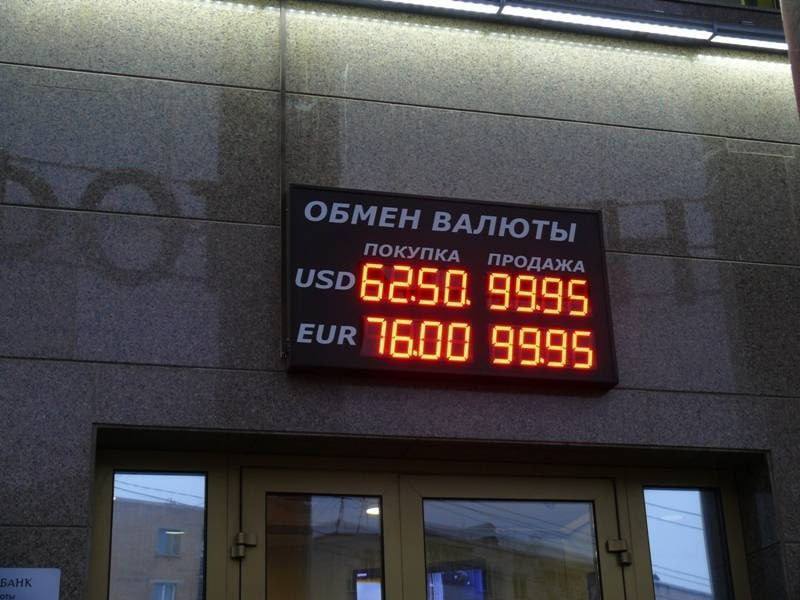 ОБМЕН ВАЛЮТЫ
ПОКУПКА ПРОДАЖА
USD 62.50. 99.95
EUR 76.00 99.95
БАНК